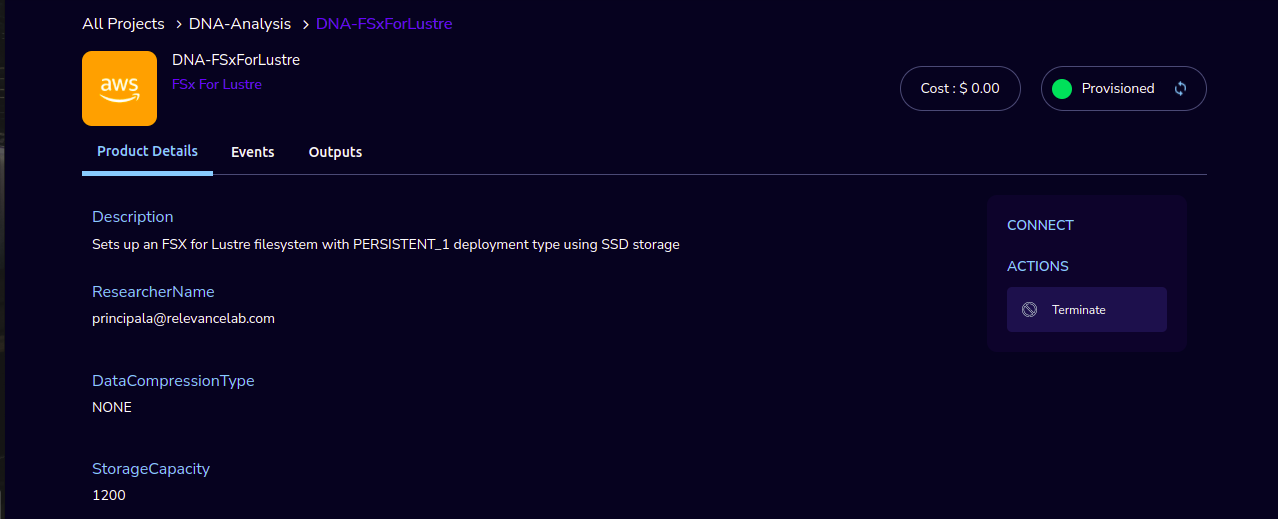 All Projects > DNA-Analysis > DNA-FSxForLustre
aws
DNA-FSxForLustre
FSx For Lustre
Cost : $ 0.00
Provisioned
Product Details
Events
Outputs
Description
Sets up an FSX for Lustre filesystem with PERSISTENT_1 deployment type using SSD storage
ResearcherName
principala@relevancelab.com
DataCompressionType
NONE
StorageCapacity
1200
CONNECT
ACTIONS
Terminate